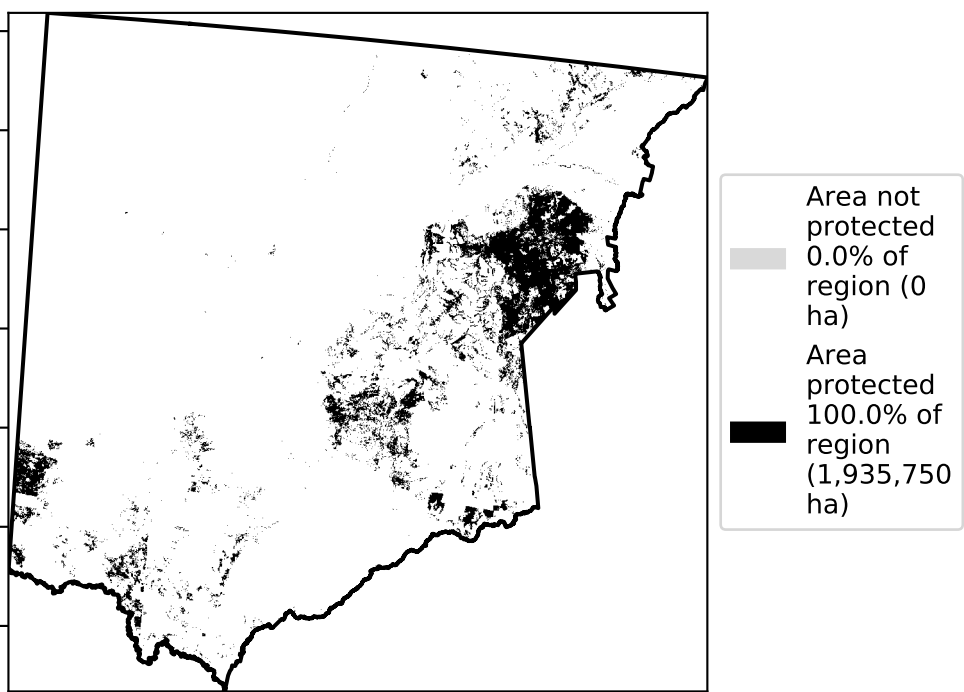 Area not
protected
0.0% of
region (0
ha)
Area
protected
100.0% of
region
(1,935,750
ha)